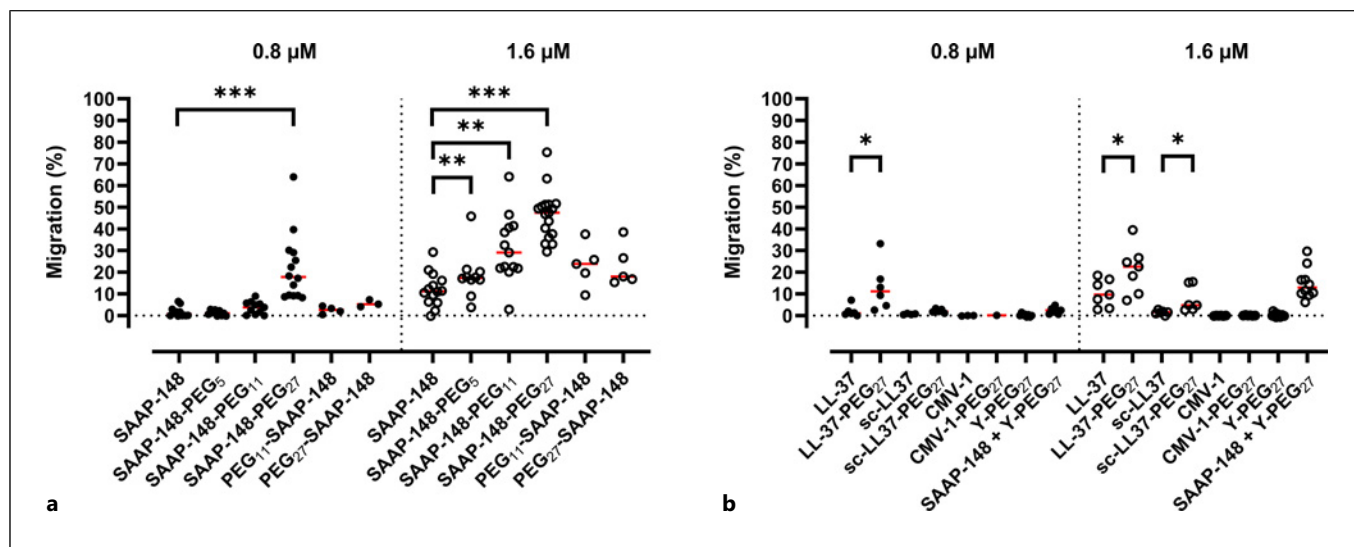 0.8 µM
1.6 µM
***
***
**
**
Migration (%)
100
90
80
70
60
50
40
30
20
10
0
SAAP-148
SAAP-148-PEG₅
SAAP-148-PEG₁₁
SAAP-148-PEG₂₇
PEG₁₁-SAAP-148
PEG₂₇-SAAP-148
SAAP-148
SAAP-148-PEG₅
SAAP-148-PEG₁₁
SAAP-148-PEG₂₇
PEG₁₁-SAAP-148
PEG₂₇-SAAP-148
a
0.8 µM
1.6 µM
*
*
*
Migration (%)
100
90
80
70
60
50
40
30
20
10
0
LL-37
LL-37-PEG₂₇
sc-LL37
sc-LL37-PEG₂₇
CMV-1
CMV-1-PEG₂₇
Y-PEG₂₇
SAAP-148 + Y-PEG₂₇
LL-37
LL-37-PEG₂₇
sc-LL37
sc-LL37-PEG₂₇
CMV-1
CMV-1-PEG₂₇
Y-PEG₂₇
SAAP-148 + Y-PEG₂₇
b